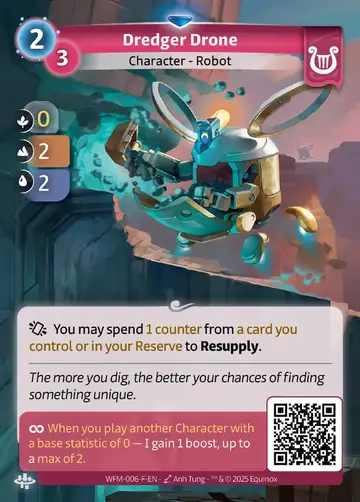 2
Dredger Drone
3
Character - Robot
0
2
2
You may spend 1 counter from a card you
control or in your Reserve to Resupply.
The more you dig, the better your chances of finding
something unique.
∞ When you play another Character with
a base statistic of 0 — I gain 1 boost, up to
a max of 2.
WFM-006-F-EN - Anh Tung - ™ & © 2025 Equinox